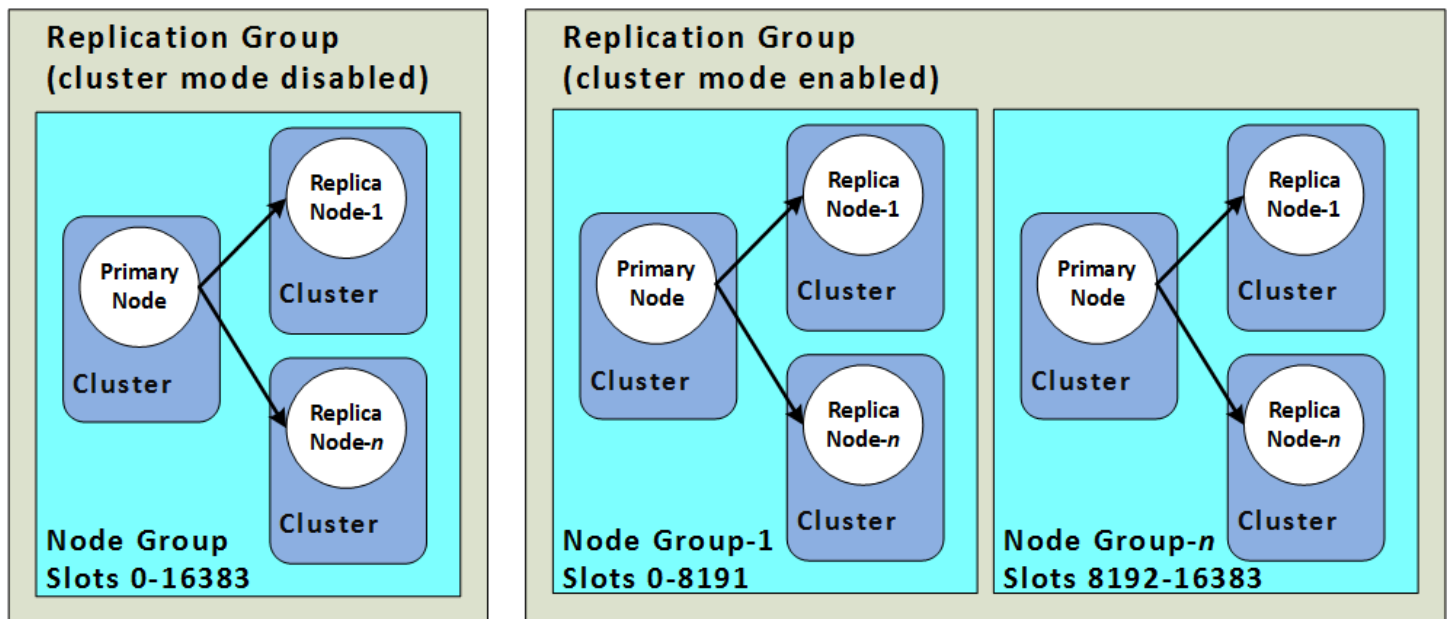 Replication Group
(cluster mode disabled)
Replica
Node-1
Cluster
Primary
Node
Cluster
Replica
Node-n
Cluster
Node Group
Slots 0-16383
Replication Group
(cluster mode enabled)
Replica
Node-1
Cluster
Primary
Node
Cluster
Replica
Node-n
Cluster
Node Group-1
Slots 0-8191
Replica
Node-1
Cluster
Primary
Node
Cluster
Replica
Node-n
Cluster
Node Group-n
Slots 8192-16383